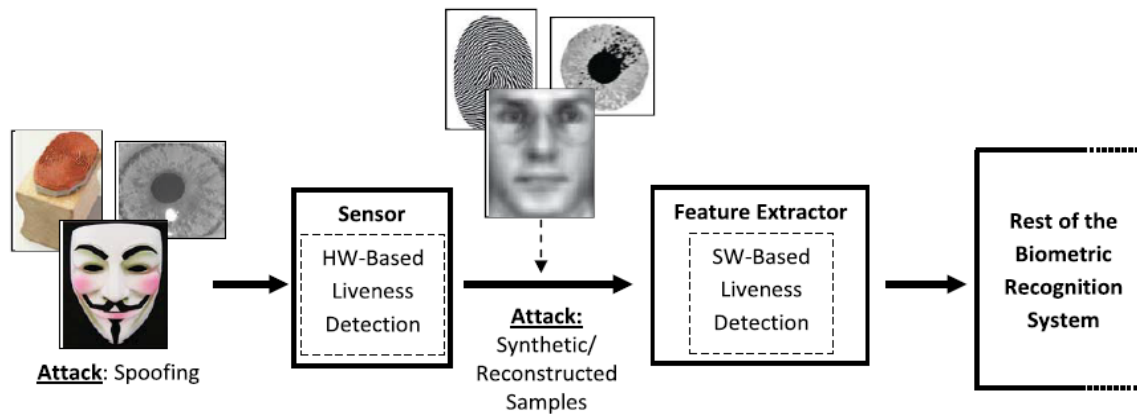 Attack: Spoofing
Sensor
HW-Based
Liveness
Detection
Attack:
Synthetic/
Reconstructed
Samples
Feature Extractor
SW-Based
Liveness
Detection
Rest of the
Biometric
Recognition
System